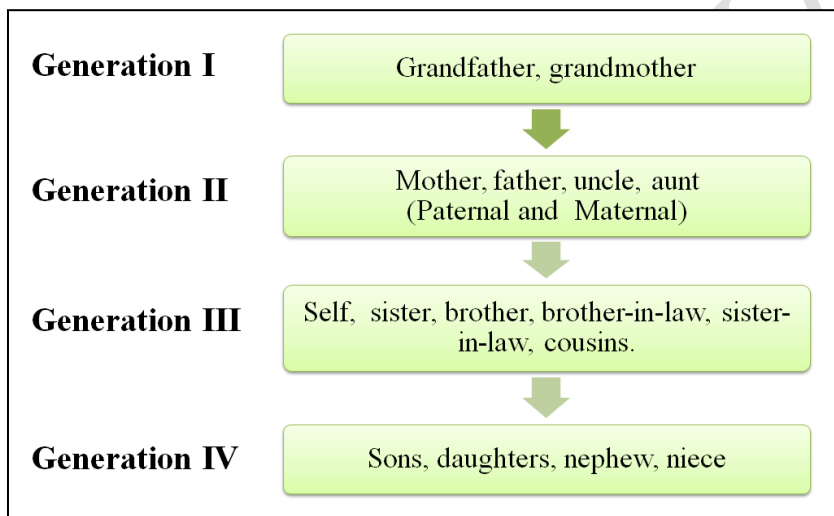 Generation I
Grandfather, grandmother
Generation II
Mother, father, uncle, aunt
(Paternal and Maternal)
Generation III
Self, sister, brother, brother-in-law, sister-
in-law, cousins.
Generation IV
Sons, daughters, nephew, niece